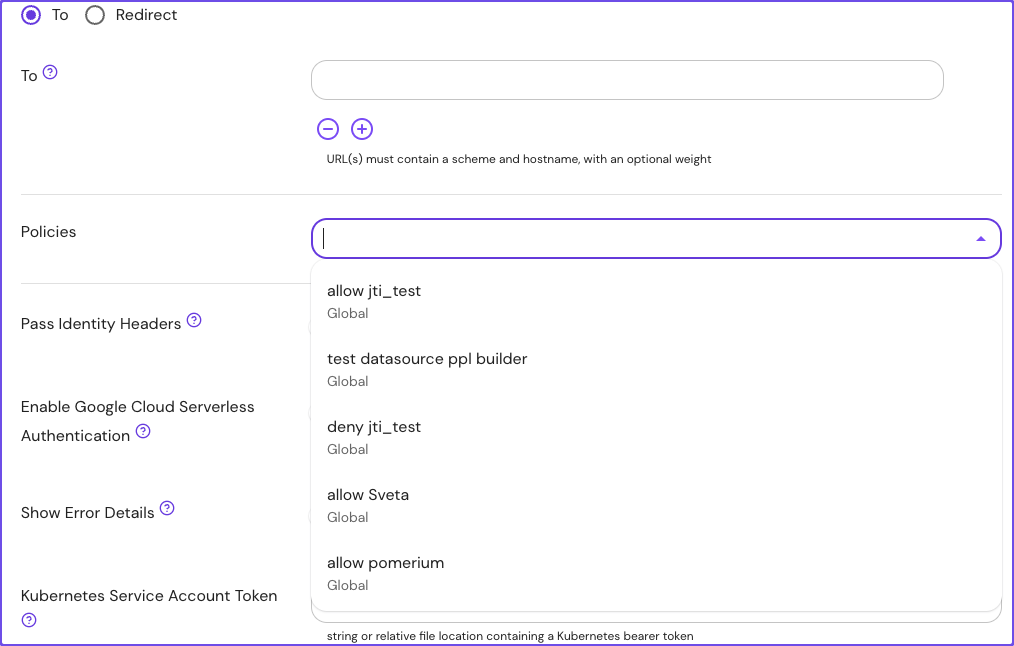 To Redirect
To
URL(s) must contain a scheme and hostname, with an optional weight
Policies
allow jti_test
Global
test datasource ppl builder
Global
deny jti_test
Global
allow Sveta
Global
allow pomerium
Global
Pass Identity Headers ?
Enable Google Cloud Serverless
Authentication ?
Show Error Details ?
Kubernetes Service Account Token
?
string or relative file location containing a Kubernetes bearer token